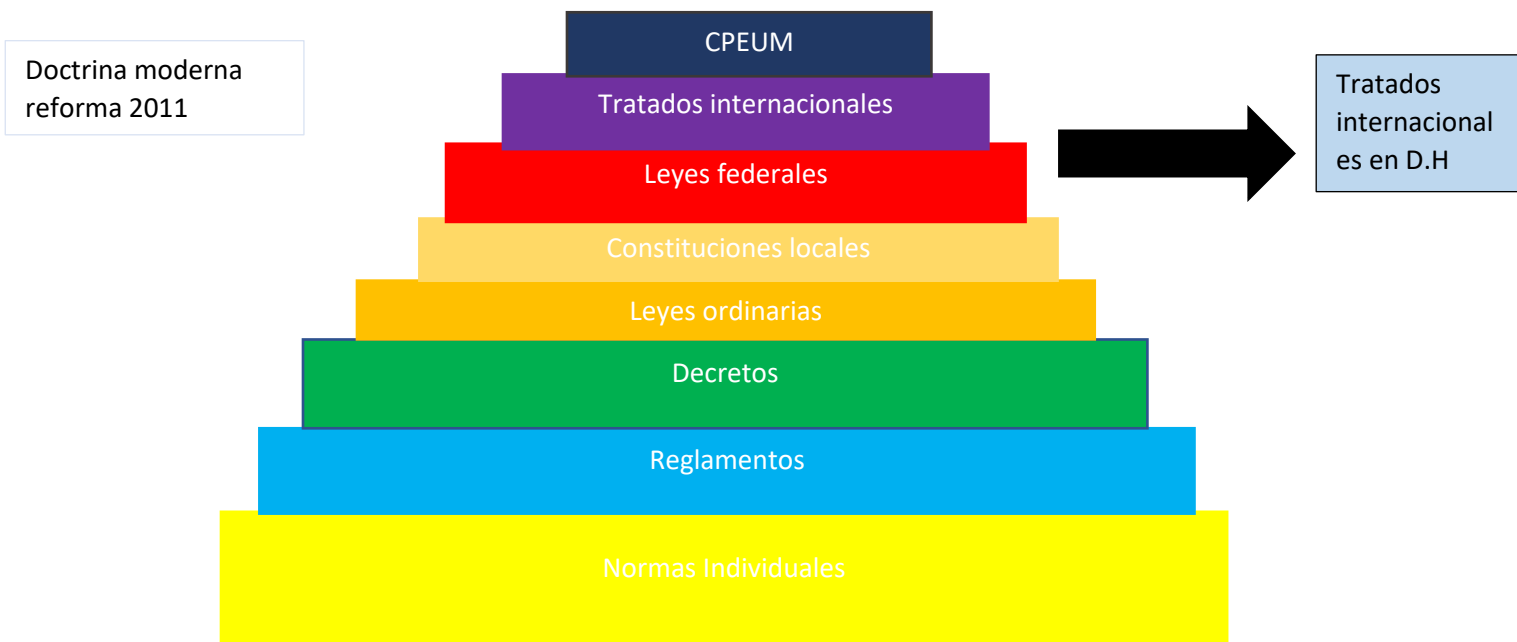 CPEUM
Doctrina moderna
reforma 2011
Tratados internacionales
Tratados
internacional
es en D.H
Leyes federales
Constituciones locales
Leyes ordinarias
Decretos
Reglamentos
Normas Individuales